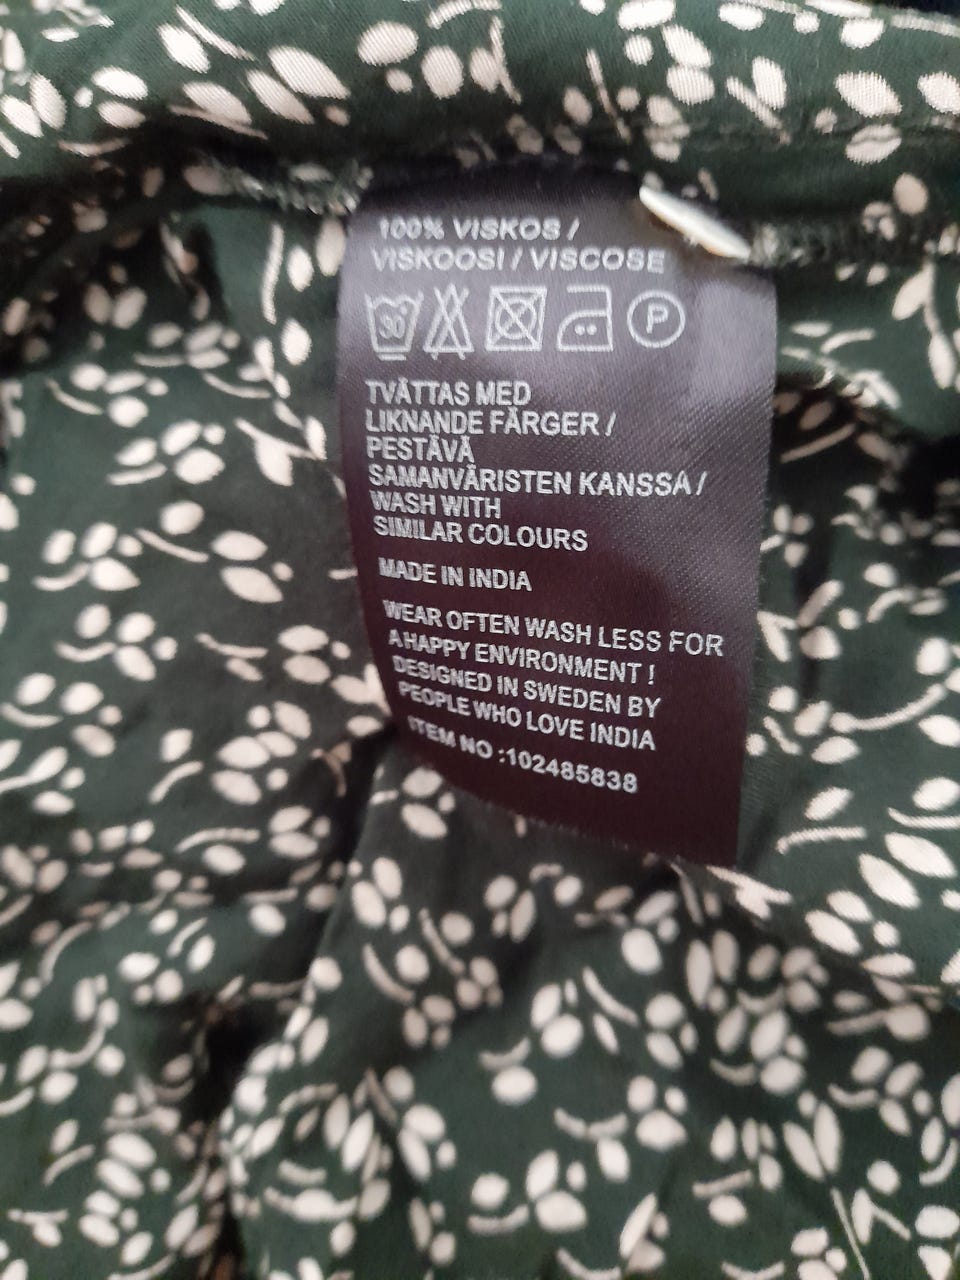 100% VISKOS /
VISKOOSI / VISCOSE
30 P
TVÄTTAS MED
LIKNANDE FÄRGER /
PESTÄVÄ
SAMANVÄRISTEN KANSSA /
WASH WITH
SIMILAR COLOURS
MADE IN INDIA
WEAR OFTEN WASH LESS FOR
A HAPPY ENVIRONMENT !
DESIGNED IN SWEDEN BY
PEOPLE WHO LOVE INDIA
ITEM NO :102485838